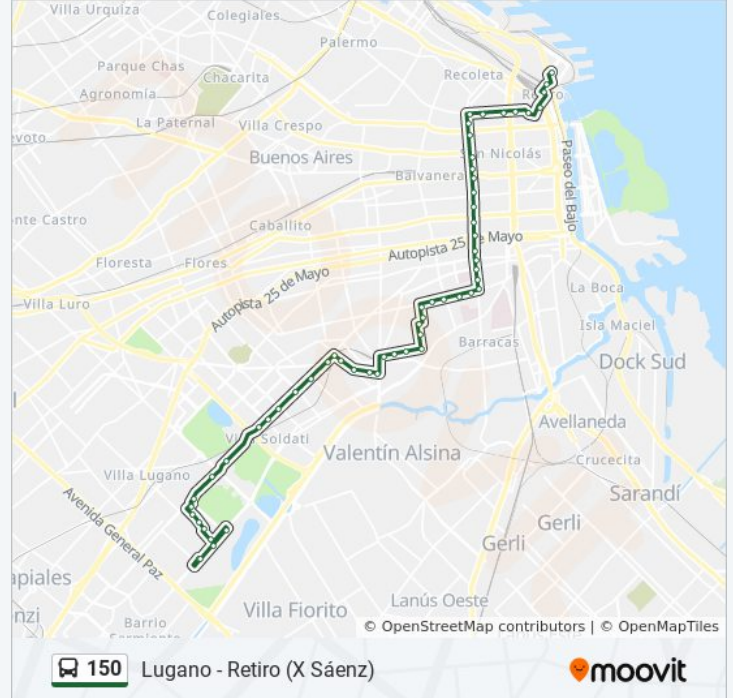 Villa Urquiza
Colegiales
Palermo
Parque Chas
Chacarita
Recoleta
Agronomía
La Paternal
Villa Crespo
Buenos Aires
San Nicolás
Balvanera
Paseo del Bajo
nte Castro
Caballito
Autopista 25 de Mayo
Floresta
Flores
Autopista 25 de Mayo
Villa Luro
La Boca
Isla Maciel
Barracas
Dock Sud
Avellaneda
Villa Soldati
Valentín Alsina
Crucecita
Villa Lugano
Sarandí
Avenida General Paz
Gerli
Gerli
apiales
Lanús Oeste
nzi
Villa Fiorito
Barrio
© OpenStreetMap contributors | © OpenMapTiles
150 Lugano - Retiro (X Sáenz)
moovit